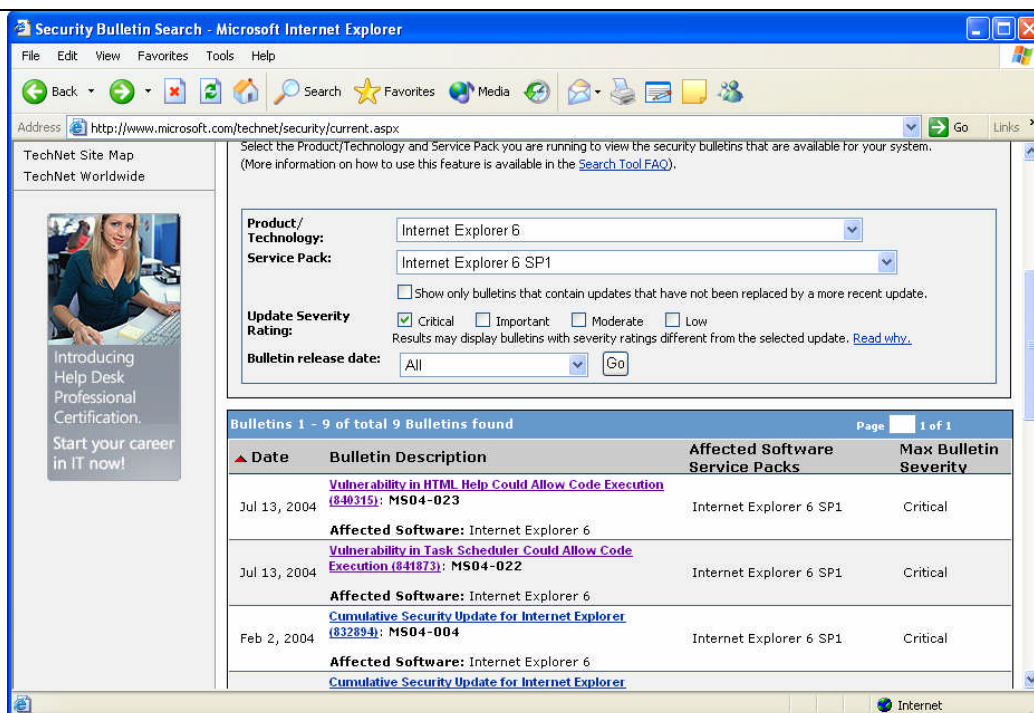 Security Bulletin Search - Microsoft Internet Explorer
File Edit View Favorites Tools Help
Back Search Favorites Media
Address http://www.microsoft.com/technet/security/current.aspx Go Links
TechNet Site Map
TechNet Worldwide
Introducing
Help Desk
Professional
Certification.
Start your career
in IT now!
Select the Product/Technology and Service Pack you are running to view the security bulletins that are available for your system.
(More information on how to use this feature is available in the Search Tool FAQ).
Product/
Technology:
Internet Explorer 6
Service Pack:
Internet Explorer 6 SP1
Show only bulletins that contain updates that have not been replaced by a more recent update.
Update Severity
Rating:
Critical Important Moderate Low
Results may display bulletins with severity ratings different from the selected update. Read why.
Bulletin release date:
All Go
Bulletins 1 - 9 of total 9 Bulletins found Page 1 of 1
Date Bulletin Description Affected Software
Service Packs Max Bulletin
Severity
Jul 13, 2004
Vulnerability in HTML Help Could Allow Code Execution
(840315): MS04-023
Affected Software: Internet Explorer 6
Internet Explorer 6 SP1 Critical
Jul 13, 2004
Vulnerability in Task Scheduler Could Allow Code
Execution (841873): MS04-022
Affected Software: Internet Explorer 6
Internet Explorer 6 SP1 Critical
Feb 2, 2004
Cumulative Security Update for Internet Explorer
(832894): MS04-004
Affected Software: Internet Explorer 6
Internet Explorer 6 SP1 Critical
Cumulative Security Update for Internet Explorer
Internet